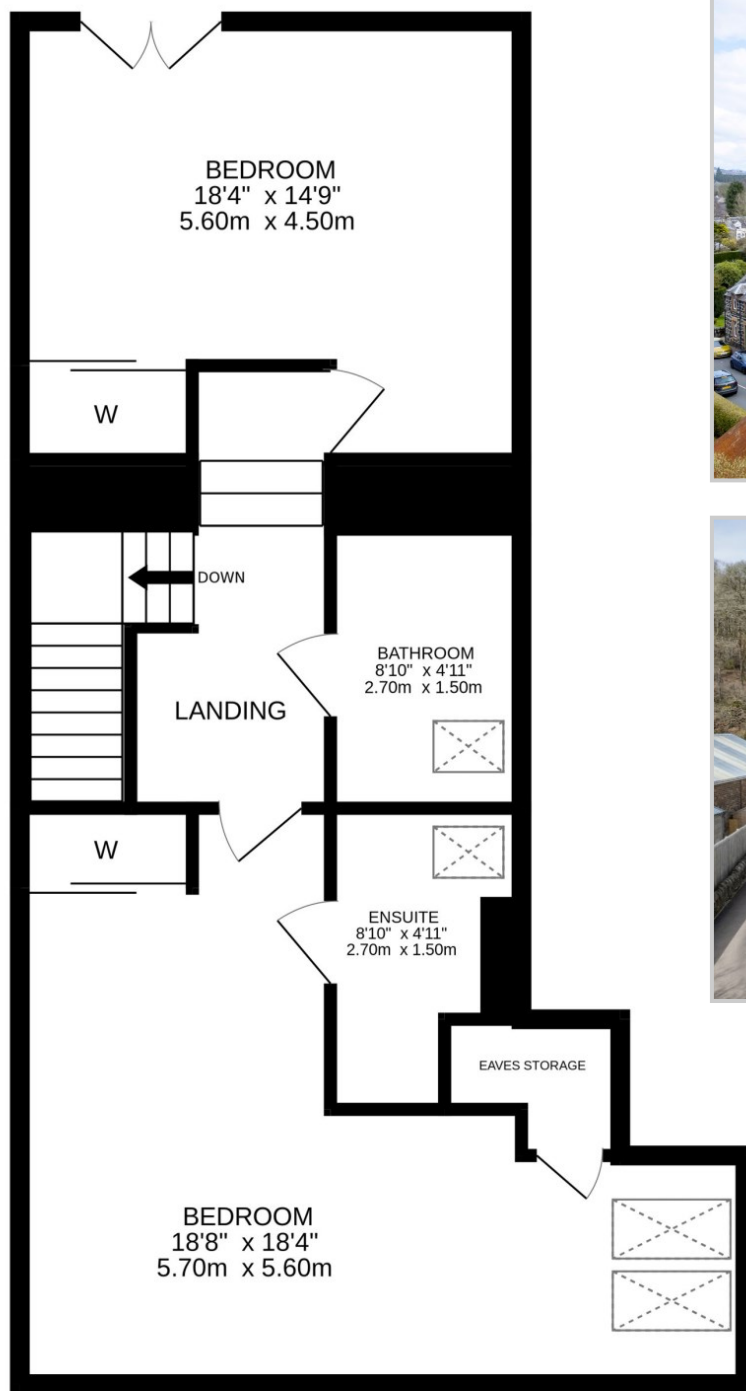 BEDROOM
18'4" x 14'9"
5.60m x 4.50m
W
DOWN
BATHROOM
8'10" x 4'11"
2.70m x 1.50m
LANDING
W
ENSUITE
8'10" x 4'11"
2.70m x 1.50m
EAVES STORAGE
BEDROOM
18'8" x 18'4"
5.70m x 5.60m